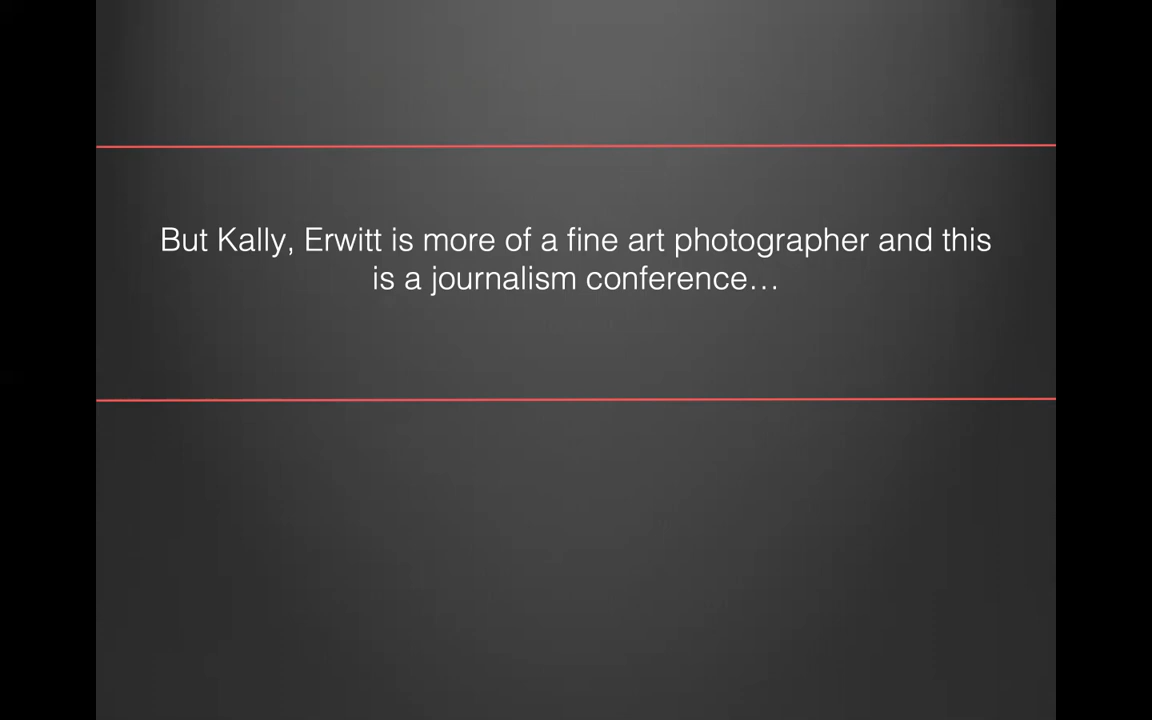 But Kally, Erwitt is more of a fine art photographer and this
is a journalism conference…